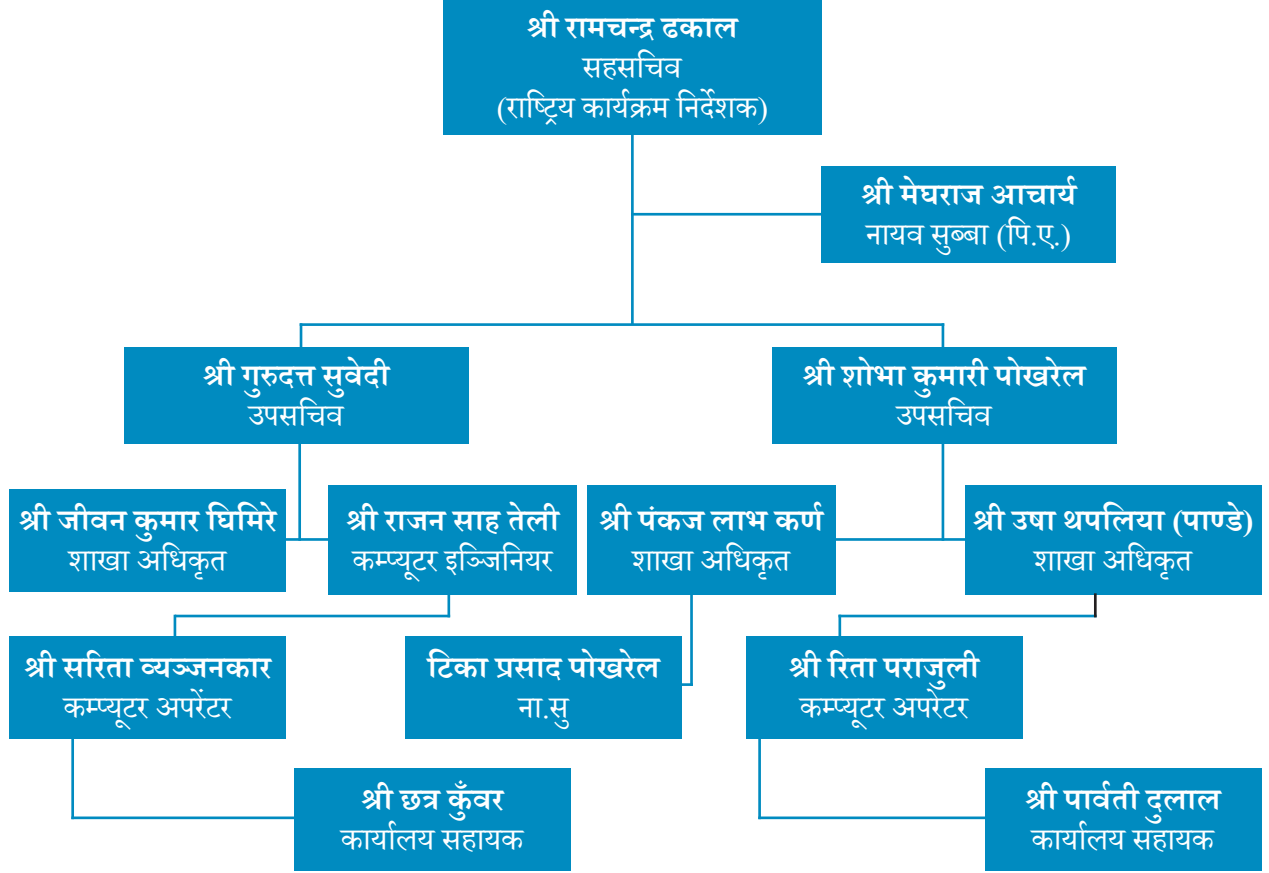 श्री रामचन्द्र ढकाल
सहसचिव
(राष्ट्रिय कार्यक्रम निर्देशक)
श्री मेघराज आचार्य
नायव सुब्बा (पि.ए.)
श्री गुरुदत्त सुवेदी
उपसचिव
श्री शोभा कुमारी पोखरेल
उपसचिव
श्री जीवन कुमार घिमिरे
शाखा अधिकृत
श्री राजन साह तेली
कम्प्यूटर इञ्जिनियर
श्री पंकज लाभ कर्ण
शाखा अधिकृत
श्री उषा थपलिया (पाण्डे)
शाखा अधिकृत
श्री सरिता व्यञ्जनकार
कम्प्यूटर अपरेंटर
टिका प्रसाद पोखरेल
ना.सु
श्री रिता पराजुली
कम्प्यूटर अपरेटर
श्री छत्र कुँवर
कार्यालय सहायक
श्री पार्वती दुलाल
कार्यालय सहायक